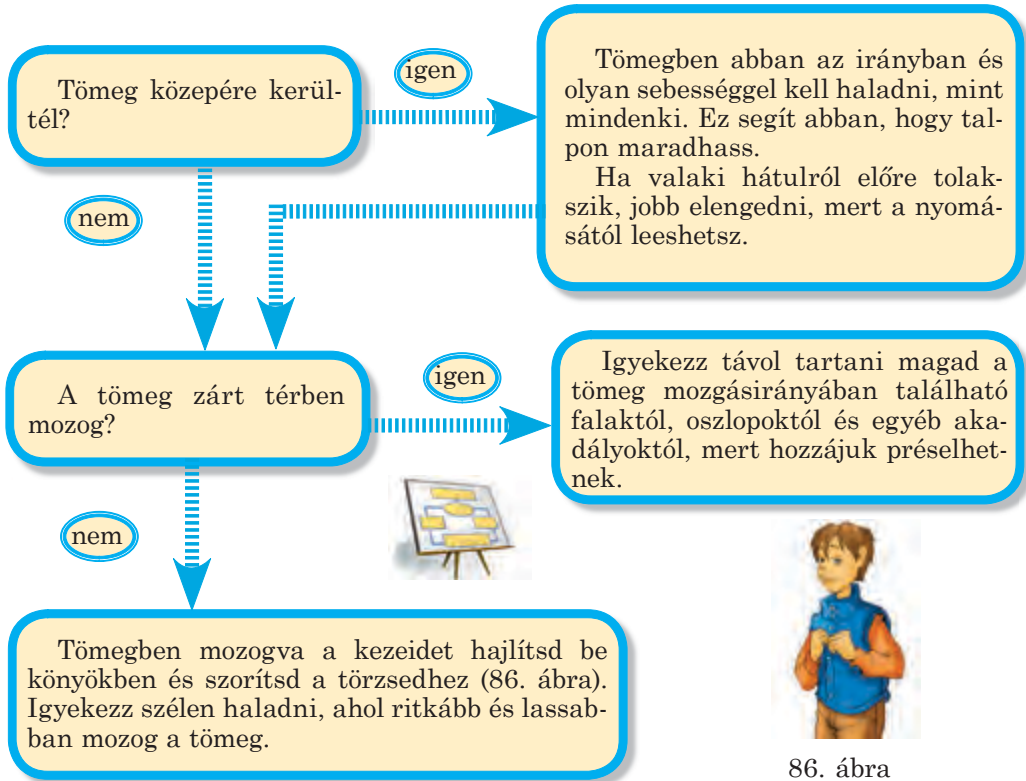 Tömeg közepére kerül-
tél?
igen
Tömegben abban az irányban és
olyan sebességgel kell haladni, mint
mindenki. Ez segít abban, hogy tal-
pon maradhass.
Ha valaki hátulról előre tolak-
szik, jobb elengedni, mert a nyomá-
sától leeshetsz.
nem
A tömeg zárt térben
mozog?
igen
Igyekezz távol tartani magad a
tömeg mozgásirányában található
falaktól, oszlopoktól és egyéb aka-
dályoktól, mert hozzájuk préselhet-
nek.
nem
Tömegben mozogva a kezeidet hajlítsd be
könyökben és szorítsd a törzsedhez (86. ábra).
Igyekezz szélen haladni, ahol ritkább és lassab-
ban mozog a tömeg.
86. ábra